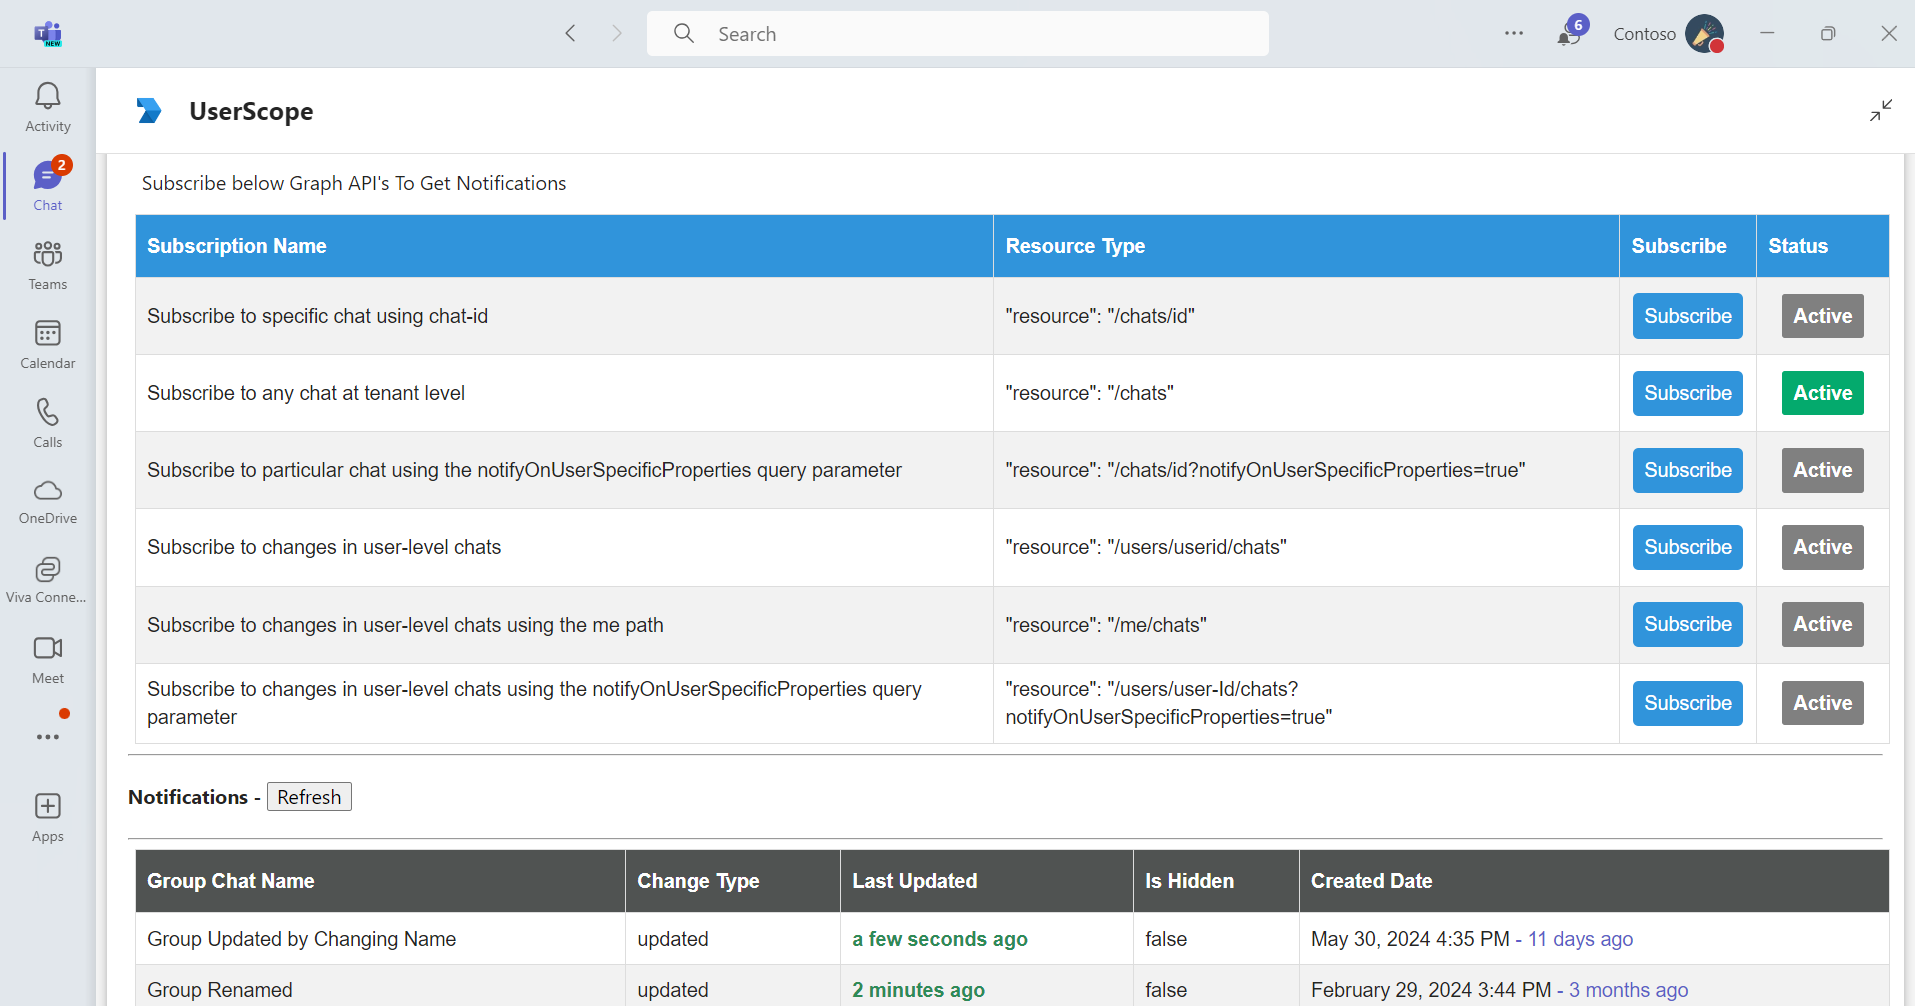 T
NEW
Search
6
Contoso
Activity
2
Chat
Teams
Calendar
Calls
OneDrive
Viva Conne...
Meet
Apps
UserScope
Subscribe below Graph API's To Get Notifications
Subscription Name Resource Type Subscribe Status
Subscribe to specific chat using chat-id "resource": "/chats/id" Subscribe Active
Subscribe to any chat at tenant level "resource": "/chats" Subscribe Active
Subscribe to particular chat using the notifyOnUserSpecificProperties query parameter "resource": "/chats/id?notifyOnUserSpecificProperties=true" Subscribe Active
Subscribe to changes in user-level chats "resource": "/users/userid/chats" Subscribe Active
Subscribe to changes in user-level chats using the me path "resource": "/me/chats" Subscribe Active
Subscribe to changes in user-level chats using the notifyOnUserSpecificProperties query
parameter
"resource": "/users/user-Id/chats?
notifyOnUserSpecificProperties=true"
Subscribe Active
Notifications - Refresh
Group Chat Name Change Type Last Updated Is Hidden Created Date
Group Updated by Changing Name updated a few seconds ago false May 30, 2024 4:35 PM - 11 days ago
Group Renamed updated 2 minutes ago false February 29, 2024 3:44 PM - 3 months ago